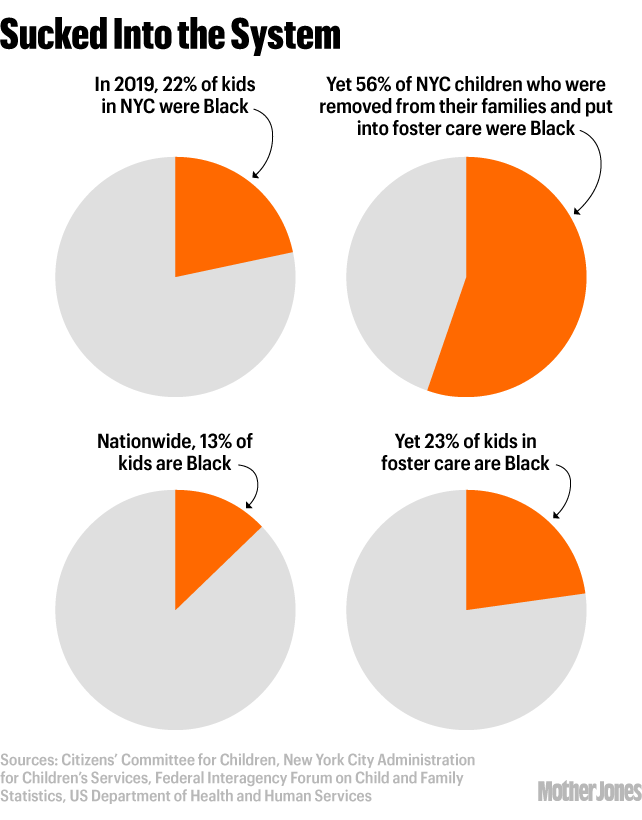 Sucked Into the System
In 2019, 22% of kids
in NYC were Black
Yet 56% of NYC children who were
removed from their families and put
into foster care were Black
Nationwide, 13% of
kids are Black
Yet 23% of kids in
foster care are Black
Sources: Citizens’ Committee for Children, New York City Administration
for Children’s Services, Federal Interagency Forum on Child and Family
Statistics, US Department of Health and Human Services
Mother Jones